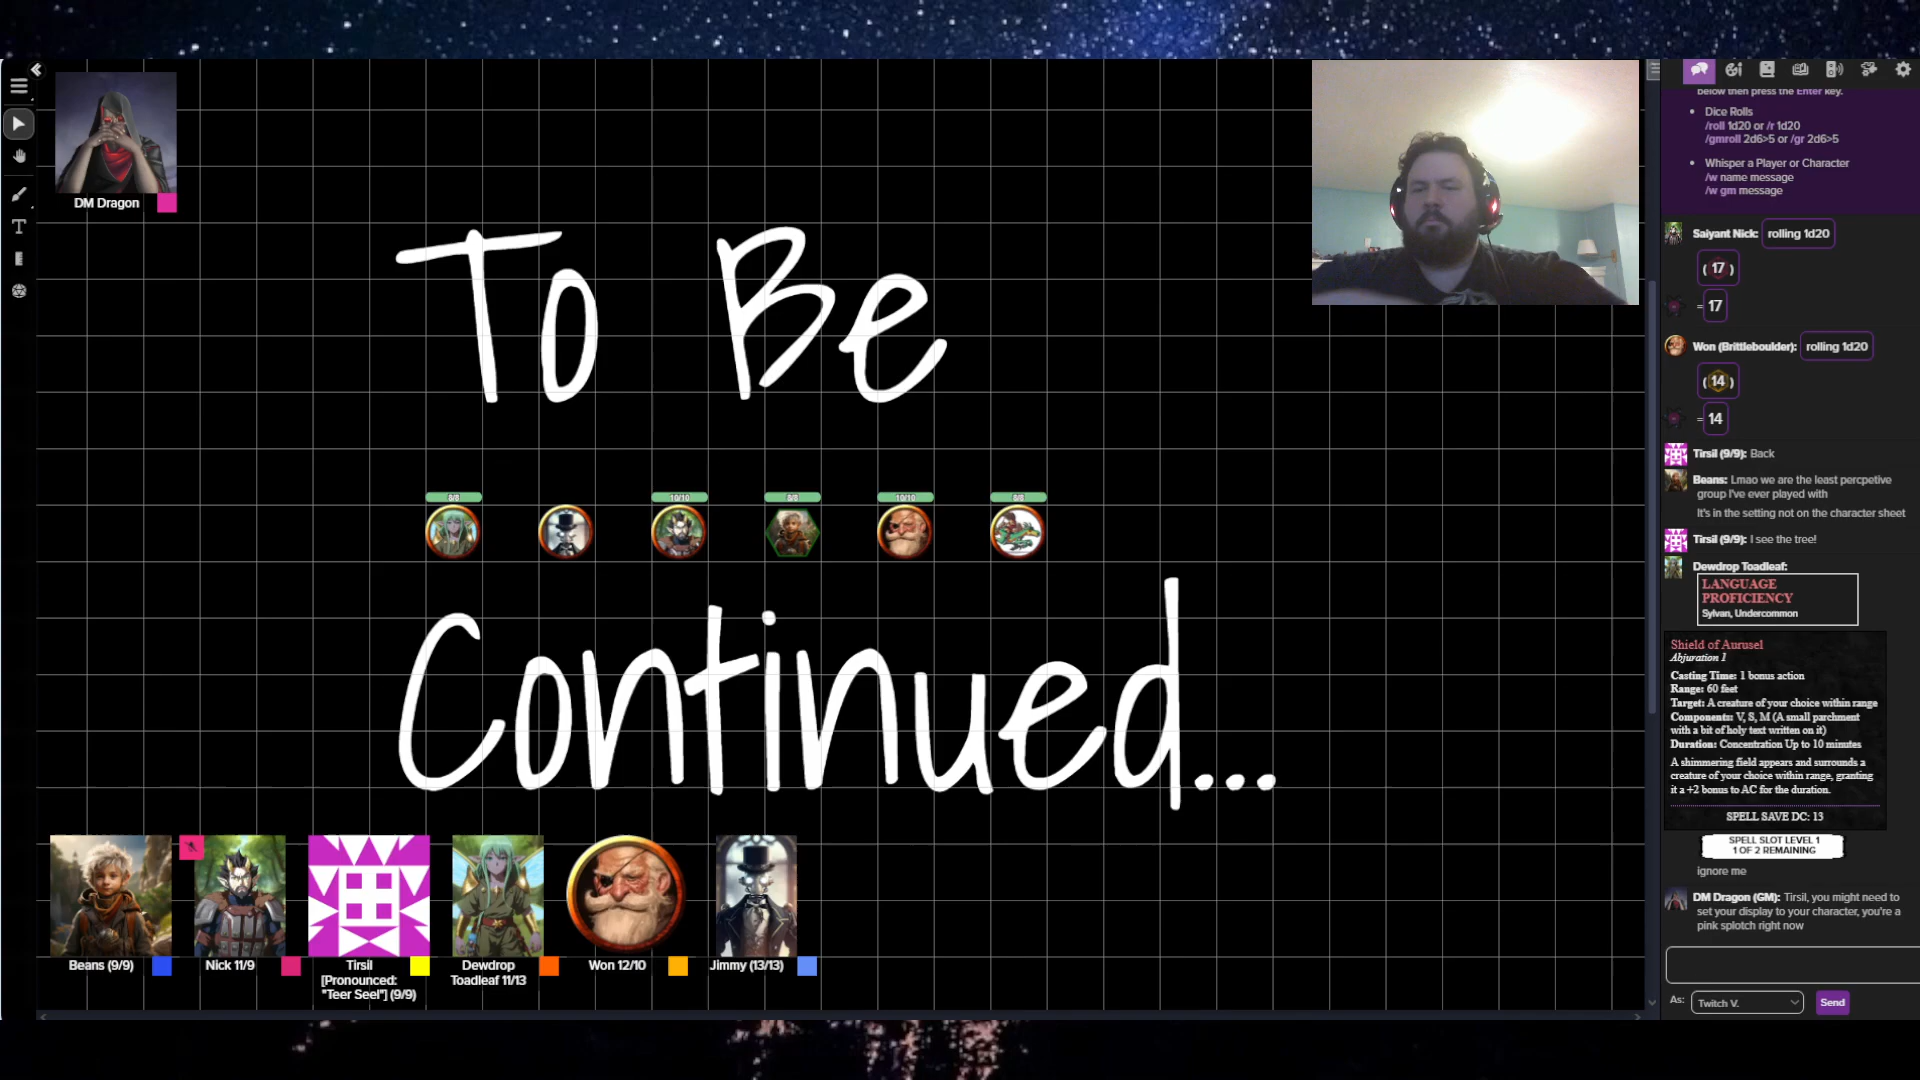 DM Dragon
To Be
8/8
10/10
8/8
10/10
8/8
Continued...
Beans (9/9)
Nick 11/9
Tirsil
[Pronounced:
"Teer Seel"] (9/9)
Dewdrop
Toadleaf 11/13
Won 12/10
Jimmy (13/13)
below then press the Enter key.
• Dice Rolls
/roll 1d20 or /r 1d20
/gmroll 2d6>5 or /gr 2d6>5
• Whisper a Player or Character
/w name message
/w gm message
Saiyant Nick: rolling 1d20
(17)
=17
Won (Brittleboulder): rolling 1d20
(14)
=14
Tirsil (9/9): Back
Beans: Lmao we are the least percpetive
group I've ever played with
It's in the setting not on the character sheet
Tirsil (9/9): I see the tree!
Dewdrop Toadleaf:
LANGUAGE
PROFICIENCY
Sylvan, Undercommon
Shield of Aurusel
Abjuration 1
Casting Time: 1 bonus action
Range: 60 feet
Target: A creature of your choice within range
Components: V, S, M (A small parchment
with a bit of holy text written on it)
Duration: Concentration Up to 10 minutes
A shimmering field appears and surrounds a
creature of your choice within range, granting
it a +2 bonus to AC for the duration.
SPELL SAVE DC: 13
SPELL SLOT LEVEL 1
1 OF 2 REMAINING
ignore me
DM Dragon (GM): Tirsil, you might need to
set your display to your character, you're a
pink splotch right now
As: Twitch V. Send